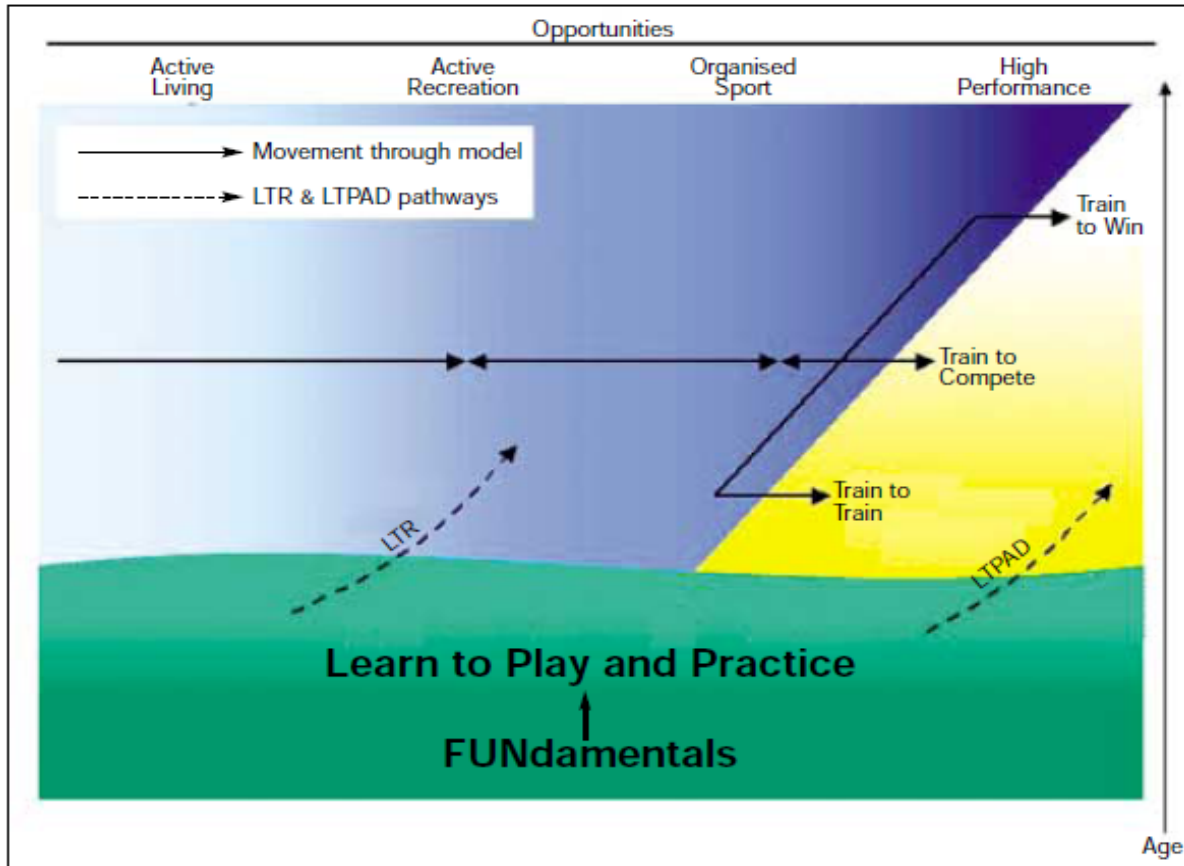 Opportunities
Active
Living
Active
Recreation
Organised
Sport
High
Performance
Movement through model
LTR & LTPAD pathways
Train
to Win
Train to
Compete
Train to
Train
LTR
LTPAD
Learn to Play and Practice
FUNdamentals
Age